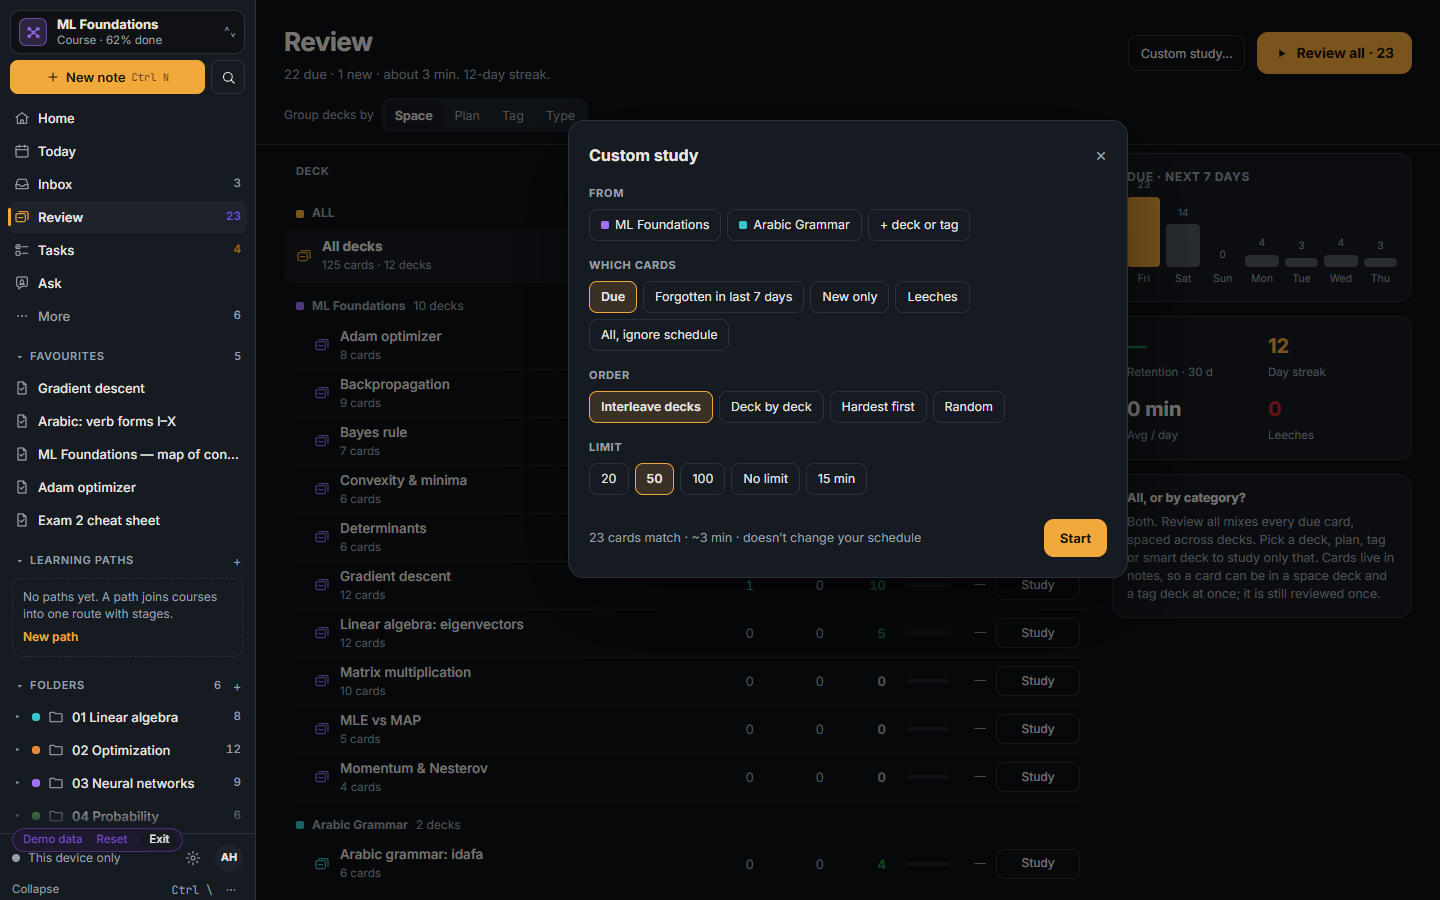 ML Foundations
Course · 62% done
+ New note Ctrl N
Home
Today
Inbox 3
Review 23
Tasks 4
Ask
More 6
FAVOURITES 5
Gradient descent
Arabic: verb forms I–X
ML Foundations — map of con...
Adam optimizer
Exam 2 cheat sheet
LEARNING PATHS +
No paths yet. A path joins courses
into one route with stages.
New path
FOLDERS 6 +
01 Linear algebra 8
02 Optimization 12
03 Neural networks 9
04 Probability 6
Demo data Reset Exit
This device only AH
Collapse Ctrl \ ...
Review
22 due · 1 new · about 3 min. 12-day streak.
Custom study...
Review all · 23
Group decks by Space Plan Tag Type
DECK
ALL
All decks
125 cards · 12 decks
ML Foundations 10 decks
Adam optimizer
8 cards
Backpropagation
9 cards
Bayes rule
7 cards
Convexity & minima
6 cards
Determinants
6 cards
Gradient descent
12 cards
1 0 10 — Study
Linear algebra: eigenvectors
12 cards
0 0 5 — Study
Matrix multiplication
10 cards
0 0 0 — Study
MLE vs MAP
5 cards
0 0 0 — Study
Momentum & Nesterov
4 cards
0 0 0 — Study
Arabic Grammar 2 decks
Arabic grammar: idafa
6 cards
0 0 4 — Study
Custom study ×
FROM
ML Foundations Arabic Grammar + deck or tag
WHICH CARDS
Due Forgotten in last 7 days New only Leeches
All, ignore schedule
ORDER
Interleave decks Deck by deck Hardest first Random
LIMIT
20 50 100 No limit 15 min
23 cards match · ~3 min · doesn't change your schedule
Start
DUE · NEXT 7 DAYS
23 14 0 4 3 4 3
Fri Sat Sun Mon Tue Wed Thu
— 12
Retention · 30 d Day streak
0 min 0
Avg / day Leeches
All, or by category?
Both. Review all mixes every due card,
spaced across decks. Pick a deck, plan, tag
or smart deck to study only that. Cards live in
notes, so a card can be in a space deck and
a tag deck at once; it is still reviewed once.